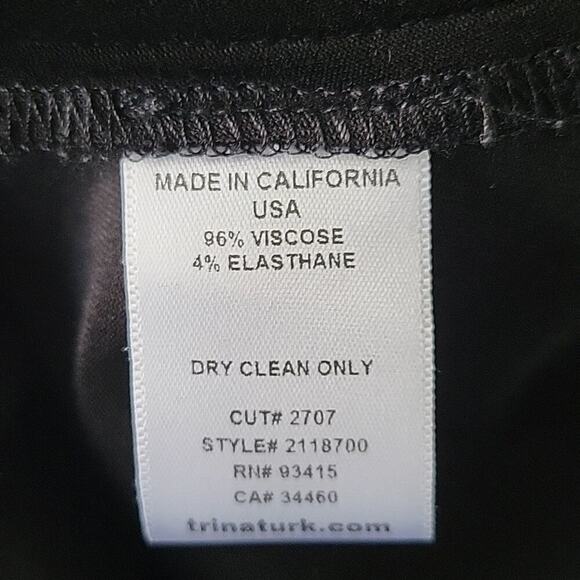 MADE IN CALIFORNIA
USA
96% VISCOSE
4% ELASTHANE
DRY CLEAN ONLY
CUT# 2707
STYLE# 2118700
RN# 93415
CA# 34460
trinaturk.com